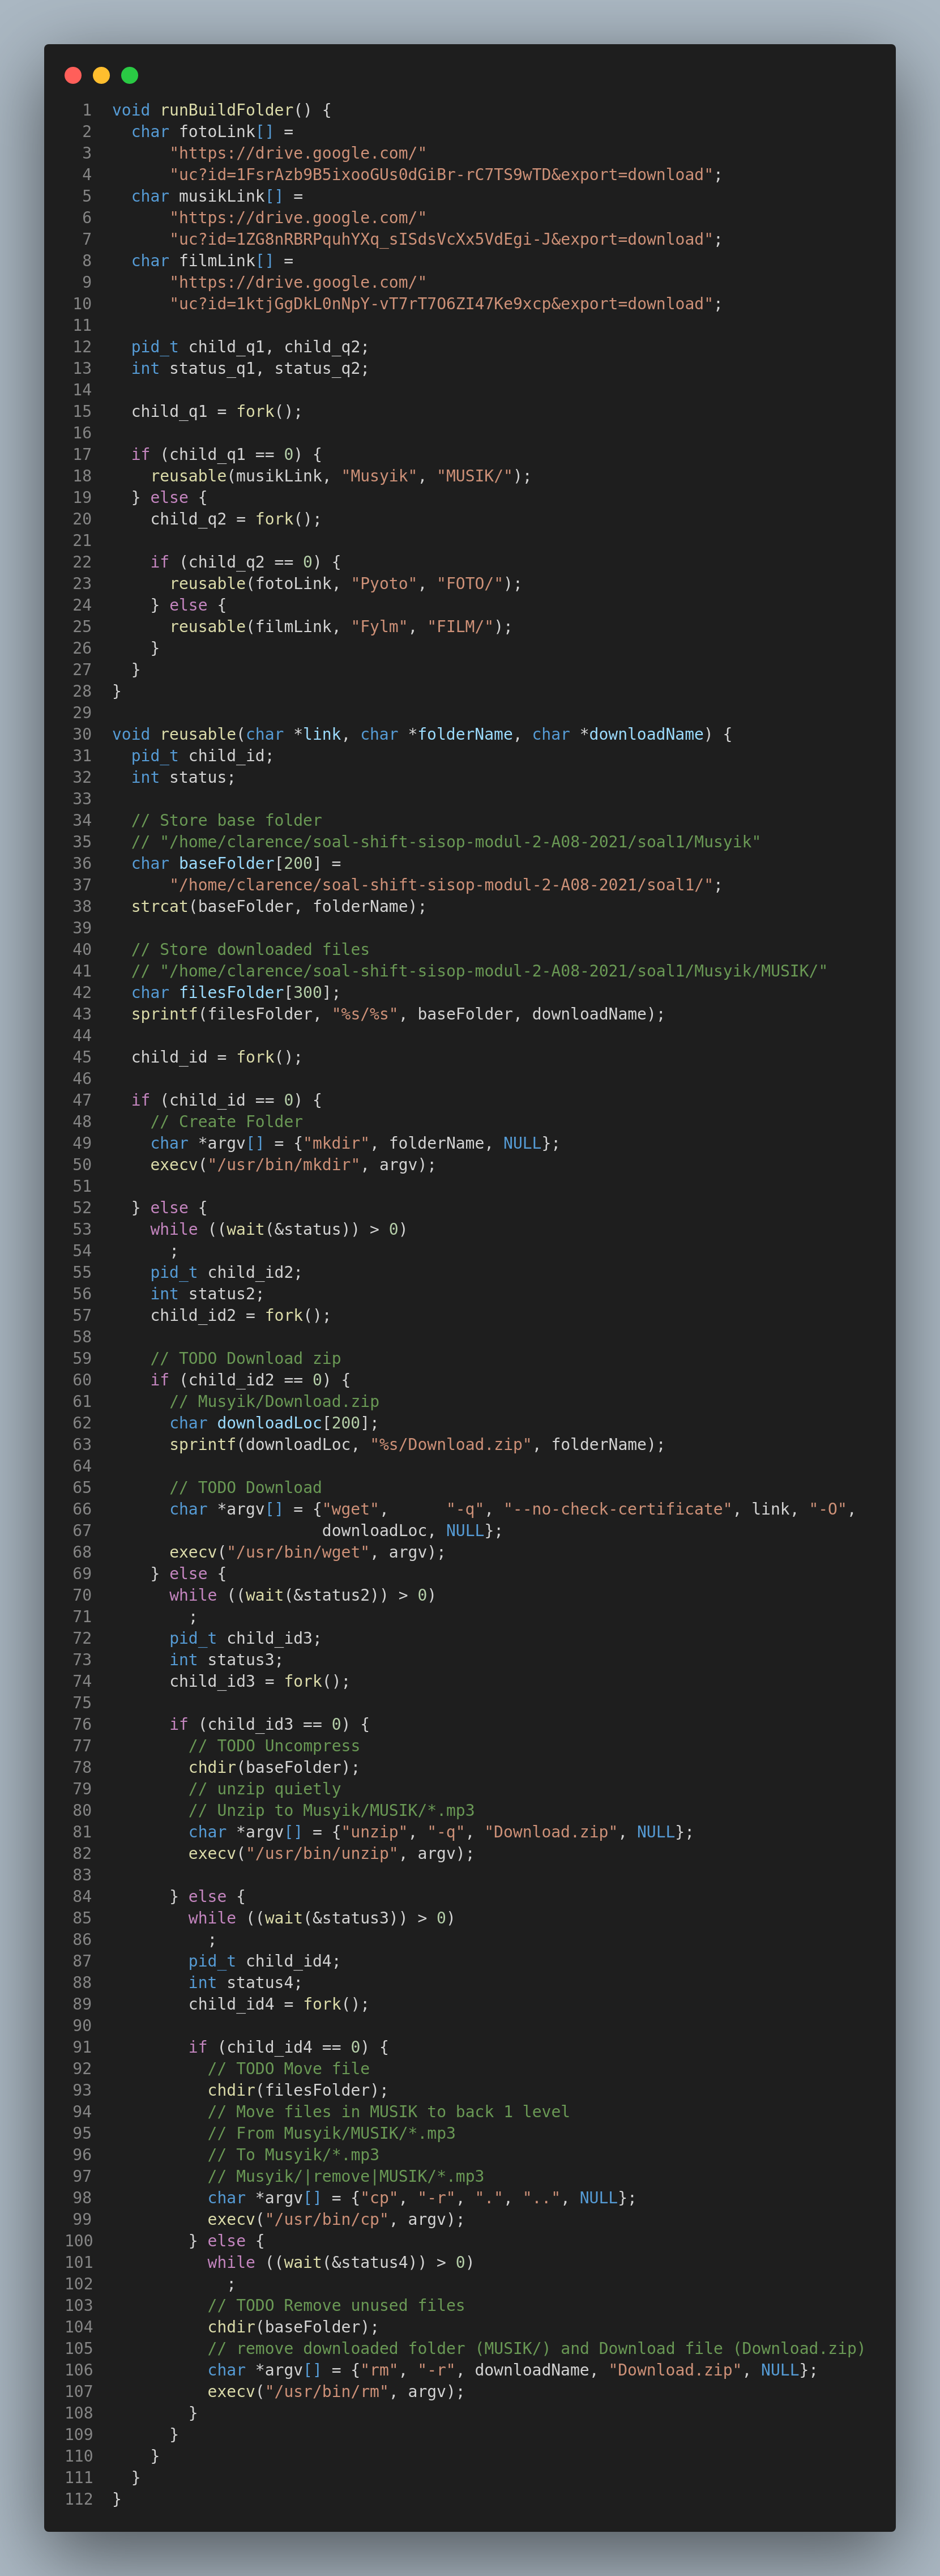 1 void runBuildFolder() {
2   char fotoLink[] =
3       "https://drive.google.com/"
4       "uc?id=1FsrAzb9B5ixooGUs0dGiBr-rC7TS9wTD&export=download";
5   char musikLink[] =
6       "https://drive.google.com/"
7       "uc?id=1ZG8nRBRPquhYXq_sISdsVcXx5VdEgi-J&export=download";
8   char filmLink[] =
9       "https://drive.google.com/"
10       "uc?id=1ktjGgDkL0nNpY-vT7rT7O6ZI47Ke9xcp&export=download";
11
12   pid_t child_q1, child_q2;
13   int status_q1, status_q2;
14
15   child_q1 = fork();
16
17   if (child_q1 == 0) {
18     reusable(musikLink, "Musyik", "MUSIK/");
19   } else {
20     child_q2 = fork();
21
22     if (child_q2 == 0) {
23       reusable(fotoLink, "Pyoto", "FOTO/");
24     } else {
25       reusable(filmLink, "Fylm", "FILM/");
26     }
27   }
28 }
29
30 void reusable(char *link, char *folderName, char *downloadName) {
31   pid_t child_id;
32   int status;
33
34   // Store base folder
35   // "/home/clarence/soal-shift-sisop-modul-2-A08-2021/soal1/Musyik"
36   char baseFolder[200] =
37       "/home/clarence/soal-shift-sisop-modul-2-A08-2021/soal1/";
38   strcat(baseFolder, folderName);
39
40   // Store downloaded files
41   // "/home/clarence/soal-shift-sisop-modul-2-A08-2021/soal1/Musyik/MUSIK/"
42   char filesFolder[300];
43   sprintf(filesFolder, "%s/%s", baseFolder, downloadName);
44
45   child_id = fork();
46
47   if (child_id == 0) {
48     // Create Folder
49     char *argv[] = {"mkdir", folderName, NULL};
50     execv("/usr/bin/mkdir", argv);
51
52   } else {
53     while ((wait(&status)) > 0)
54       ;
55     pid_t child_id2;
56     int status2;
57     child_id2 = fork();
58
59     // TODO Download zip
60     if (child_id2 == 0) {
61       // Musyik/Download.zip
62       char downloadLoc[200];
63       sprintf(downloadLoc, "%s/Download.zip", folderName);
64
65       // TODO Download
66       char *argv[] = {"wget",      "-q", "--no-check-certificate", link, "-O",
67                       downloadLoc, NULL};
68       execv("/usr/bin/wget", argv);
69     } else {
70       while ((wait(&status2)) > 0)
71         ;
72       pid_t child_id3;
73       int status3;
74       child_id3 = fork();
75
76       if (child_id3 == 0) {
77         // TODO Uncompress
78         chdir(baseFolder);
79         // unzip quietly
80         // Unzip to Musyik/MUSIK/*.mp3
81         char *argv[] = {"unzip", "-q", "Download.zip", NULL};
82         execv("/usr/bin/unzip", argv);
83
84       } else {
85         while ((wait(&status3)) > 0)
86           ;
87         pid_t child_id4;
88         int status4;
89         child_id4 = fork();
90
91         if (child_id4 == 0) {
92           // TODO Move file
93           chdir(filesFolder);
94           // Move files in MUSIK to back 1 level
95           // From Musyik/MUSIK/*.mp3
96           // To Musyik/*.mp3
97           // Musyik/|remove|MUSIK/*.mp3
98           char *argv[] = {"cp", "-r", ".", "..", NULL};
99           execv("/usr/bin/cp", argv);
100         } else {
101           while ((wait(&status4)) > 0)
102             ;
103           // TODO Remove unused files
104           chdir(baseFolder);
105           // remove downloaded folder (MUSIK/) and Download file (Download.zip)
106           char *argv[] = {"rm", "-r", downloadName, "Download.zip", NULL};
107           execv("/usr/bin/rm", argv);
108         }
109       }
110     }
111   }
112 }